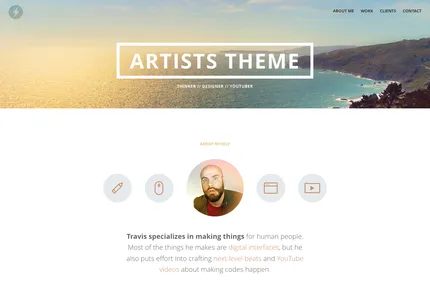 ABOUT ME WORK CLIENTS CONTACT
ARTISTS THEME
THINKER // DESIGNER // YOUTUBER
ABOUT MYSELF
Travis specializes in making things for human people.
Most of the things he makes are digital interfaces, but he
also puts effort into crafting next-level beats and YouTube
videos about making codes happen.